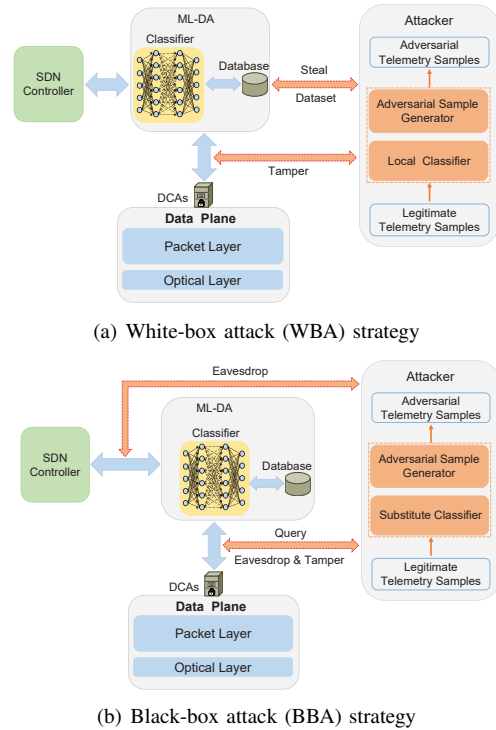 ML-DA
Classifier
Database
SDN
Controller
Steal
Dataset
Tamper
Attacker
Adversarial
Telemetry Samples
Adversarial Sample
Generator
Local Classifier
Legitimate
Telemetry Samples
DCAs
Data Plane
Packet Layer
Optical Layer
(a) White-box attack (WBA) strategy
Eavesdrop
ML-DA
Classifier
Database
SDN
Controller
Query
Eavesdrop & Tamper
Attacker
Adversarial
Telemetry Samples
Adversarial Sample
Generator
Substitute Classifier
Legitimate
Telemetry Samples
DCAs
Data Plane
Packet Layer
Optical Layer
(b) Black-box attack (BBA) strategy